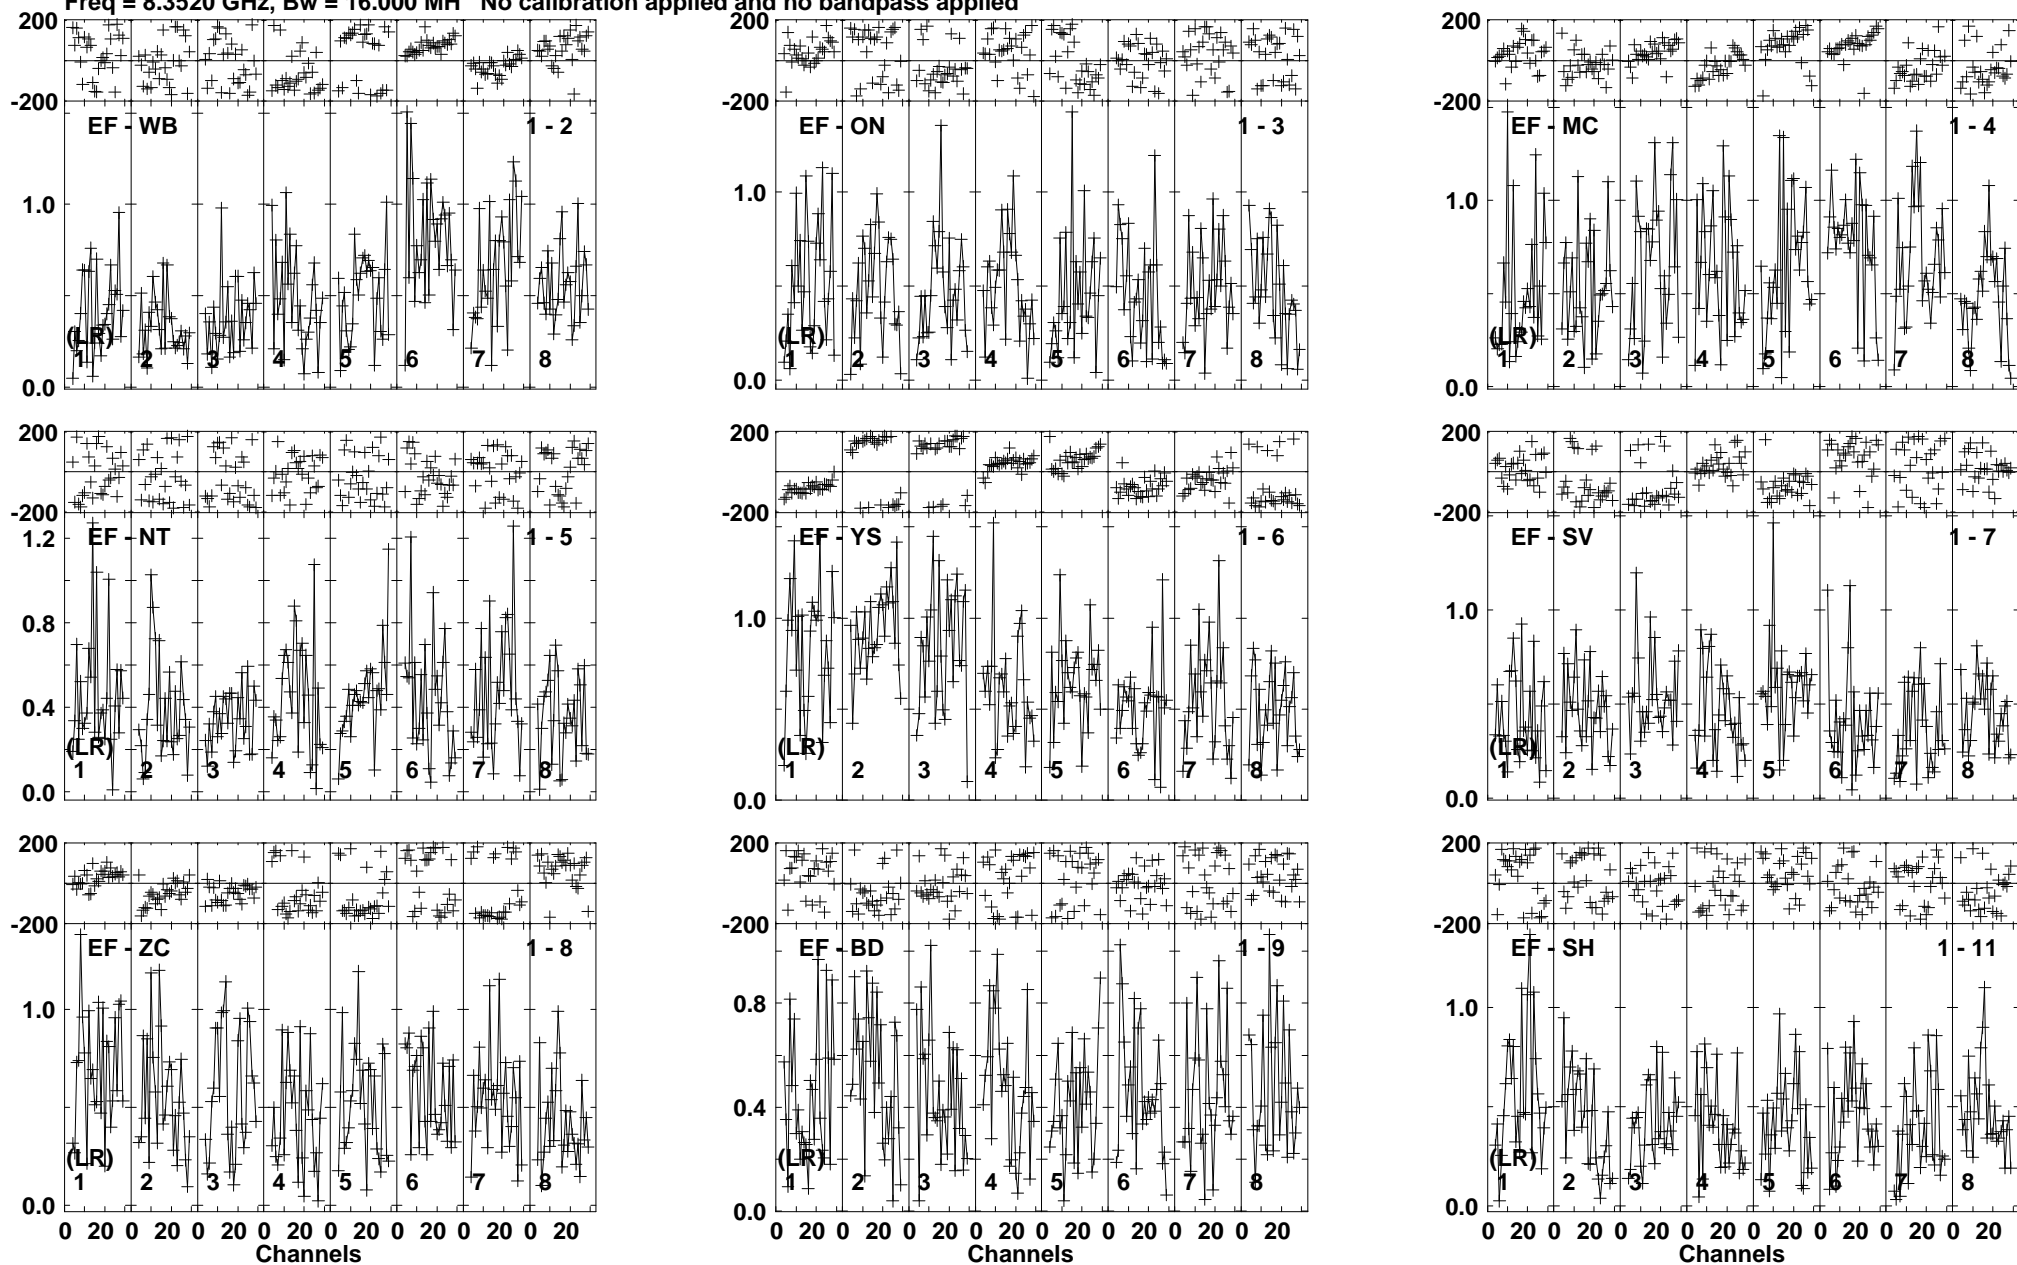 Freq = 8.3520 GHz, Bw = 16.000 MH No calibration applied and no bandpass applied
200
-200
EF - WB 1 - 2
1.0
0.0
(LR)
1 2 3 4 5 6 7 8
200
-200
EF - ON 1 - 3
1.0
0.0
(LR)
1 2 3 4 5 6 7 8
200
-200
EF - MC 1 - 4
1.0
0.0
(LR)
1 2 3 4 5 6 7 8
200
-200
EF - NT 1 - 5
1.2
0.8
0.4
0.0
(LR)
1 2 3 4 5 6 7 8
200
-200
EF - YS 1 - 6
1.0
0.0
(LR)
1 2 3 4 5 6 7 8
200
-200
EF - SV 1 - 7
1.0
0.0
(LR)
1 2 3 4 5 6 7 8
200
-200
EF - ZC 1 - 8
1.0
0.0
(LR)
1 2 3 4 5 6 7 8
0 20 0 20 0 20 0 20 0 20 0 20 0 20 0 20
Channels
200
-200
EF - BD 1 - 9
0.8
0.4
0.0
(LR)
1 2 3 4 5 6 7 8
0 20 0 20 0 20 0 20 0 20 0 20 0 20 0 20
Channels
200
-200
EF - SH 1 - 11
1.0
0.0
(LR)
1 2 3 4 5 6 7 8
0 20 0 20 0 20 0 20 0 20 0 20 0 20 0 20
Channels